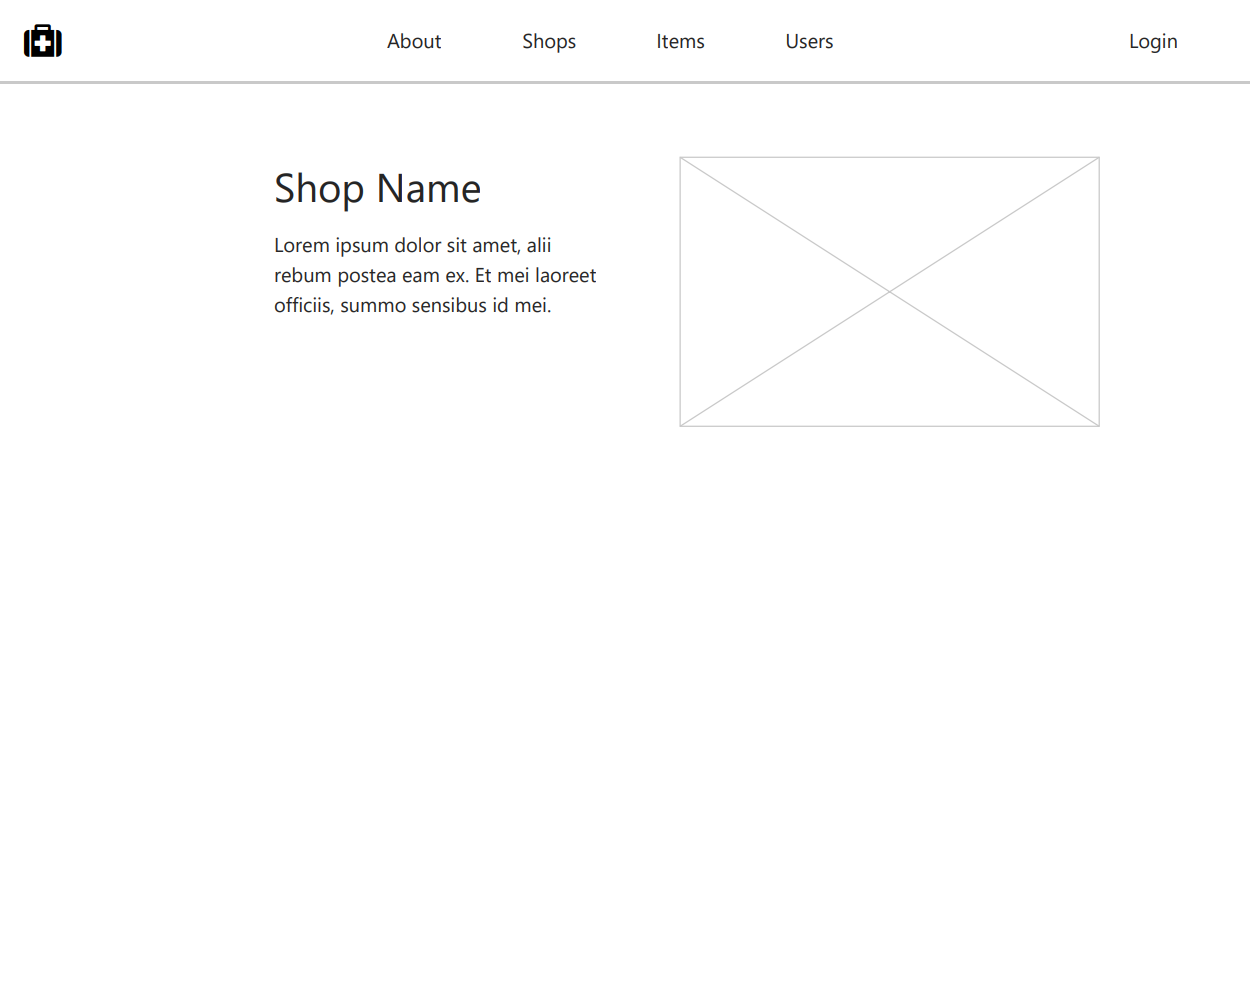 About
Shops
Items
Users
Login
Shop Name
Lorem ipsum dolor sit amet, alii
rebum postea eam ex. Et mei laoreet
officiis, summo sensibus id mei.